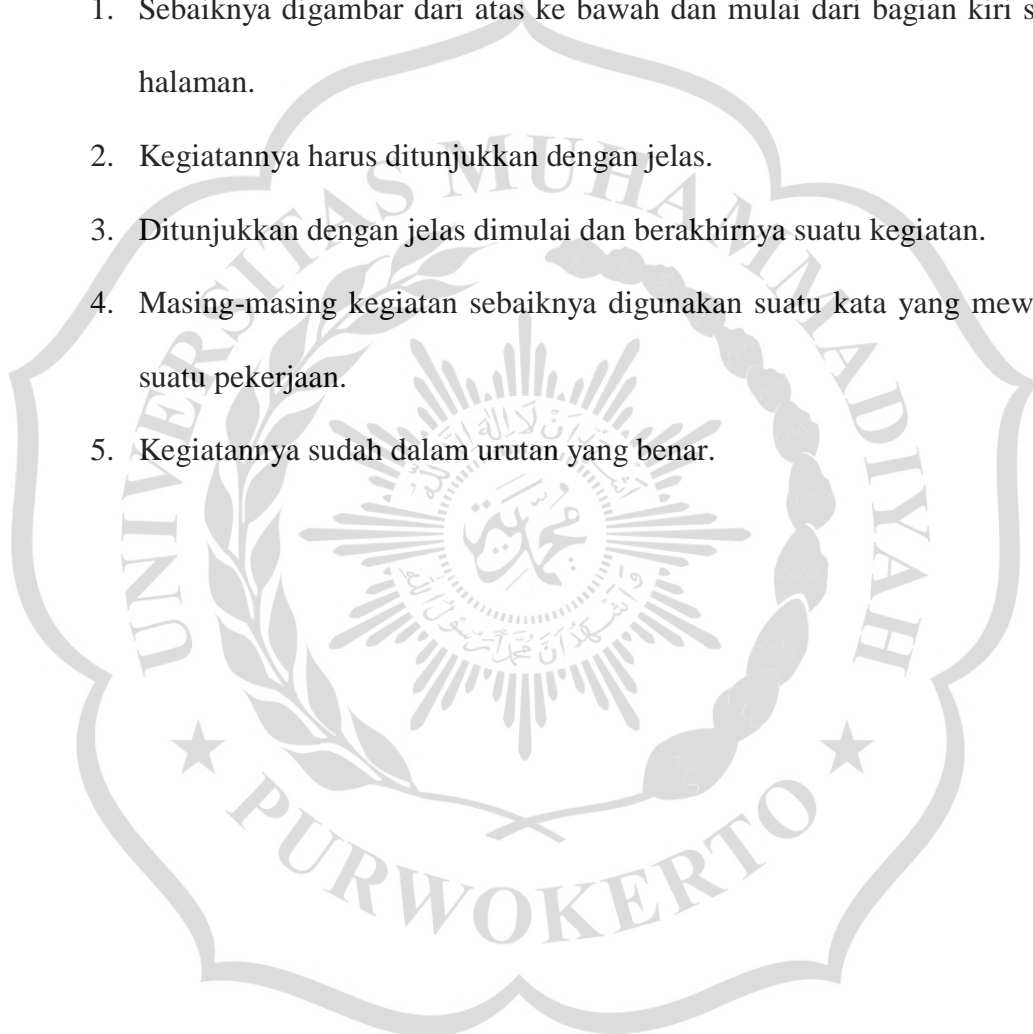 1. Sebaiknya digambar dari atas ke bawah dan mulai dari bagian kiri
halaman.
2. Kegiatannya harus ditunjukkan dengan jelas.
3. Ditunjukkan dengan jelas dimulai dan berakhirnya suatu kegiatan.
4. Masing-masing kegiatan sebaiknya digunakan suatu kata yang
suatu pekerjaan.
5. Kegiatannya sudah dalam urutan yang benar.
UNIVERSITAS MUHAMMADIYAH
PURWOKERTO